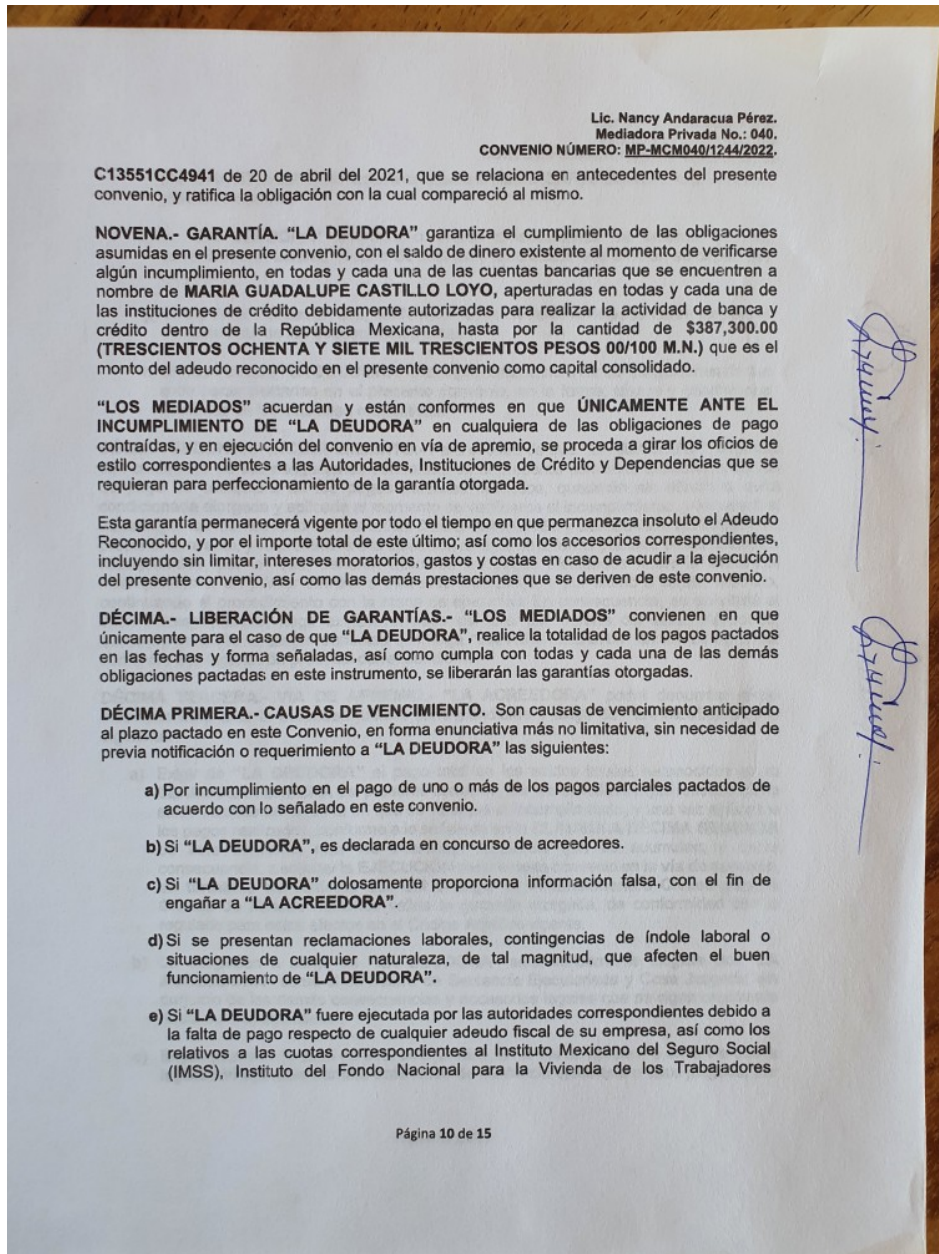 Lic. Nancy Andaracua Pérez.
Mediadora Privada No.: 040.
CONVENIO NÚMERO: MP-MCM040/1244/2022.
C13551CC4941 de 20 de abril del 2021, que se relaciona en antecedentes del presente
convenio, y ratifica la obligación con la cual compareció al mismo.
NOVENA.- GARANTÍA. “LA DEUDORA” garantiza el cumplimiento de las obligaciones
asumidas en el presente convenio, con el saldo de dinero existente al momento de verificarse
algún incumplimiento, en todas y cada una de las cuentas bancarias que se encuentren a
nombre de MARIA GUADALUPE CASTILLO LOYO, aperturadas en todas y cada una de
las instituciones de crédito debidamente autorizadas para realizar la actividad de banca y
crédito dentro de la República Mexicana, hasta por la cantidad de $387,300.00
(TRESCIENTOS OCHENTA Y SIETE MIL TRESCIENTOS PESOS 00/100 M.N.) que es el
monto del adeudo reconocido en el presente convenio como capital consolidado.
“LOS MEDIADOS” acuerdan y están conformes en que ÚNICAMENTE ANTE EL
INCUMPLIMIENTO DE “LA DEUDORA” en cualquiera de las obligaciones de pago
contraídas, y en ejecución del convenio en vía de apremio, se proceda a girar los oficios de
estilo correspondientes a las Autoridades, Instituciones de Crédito y Dependencias que se
requieran para perfeccionamiento de la garantía otorgada.
Esta garantía permanecerá vigente por todo el tiempo en que permanezca insoluto el Adeudo
Reconocido, y por el importe total de este último; así como los accesorios correspondientes,
incluyendo sin limitar, intereses moratorios, gastos y costas en caso de acudir a la ejecución
del presente convenio, así como las demás prestaciones que se deriven de este convenio.
DÉCIMA.- LIBERACIÓN DE GARANTÍAS.- “LOS MEDIADOS” convienen en que
únicamente para el caso de que “LA DEUDORA”, realice la totalidad de los pagos pactados
en las fechas y forma señaladas, así como cumpla con todas y cada una de las demás
obligaciones pactadas en este instrumento, se liberarán las garantías otorgadas.
DÉCIMA PRIMERA.- CAUSAS DE VENCIMIENTO. Son causas de vencimiento anticipado
al plazo pactado en este Convenio, en forma enunciativa más no limitativa, sin necesidad de
previa notificación o requerimiento a “LA DEUDORA” las siguientes:
a) Por incumplimiento en el pago de uno o más de los pagos parciales pactados de
acuerdo con lo señalado en este convenio.
b) Si “LA DEUDORA”, es declarada en concurso de acreedores.
c) Si “LA DEUDORA” dolosamente proporciona información falsa, con el fin de
engañar a “LA ACREEDORA”.
d) Si se presentan reclamaciones laborales, contingencias de índole laboral o
situaciones de cualquier naturaleza, de tal magnitud, que afecten el buen
funcionamiento de “LA DEUDORA”.
e) Si “LA DEUDORA” fuere ejecutada por las autoridades correspondientes debido a
la falta de pago respecto de cualquier adeudo fiscal de su empresa, así como los
relativos a las cuotas correspondientes al Instituto Mexicano del Seguro Social
(IMSS), Instituto del Fondo Nacional para la Vivienda de los Trabajadores
Página 10 de 15